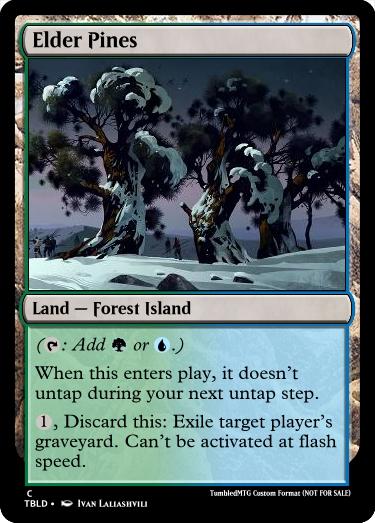 Elder Pines
Land — Forest Island
(: Add or .)
When this enters play, it doesn't
untap during your next untap step.
1, Discard this: Exile target player's
graveyard. Can't be activated at flash
speed.
C
TBLD • Ivan Laliashvili
TumbledMTG Custom Format (NOT FOR SALE)